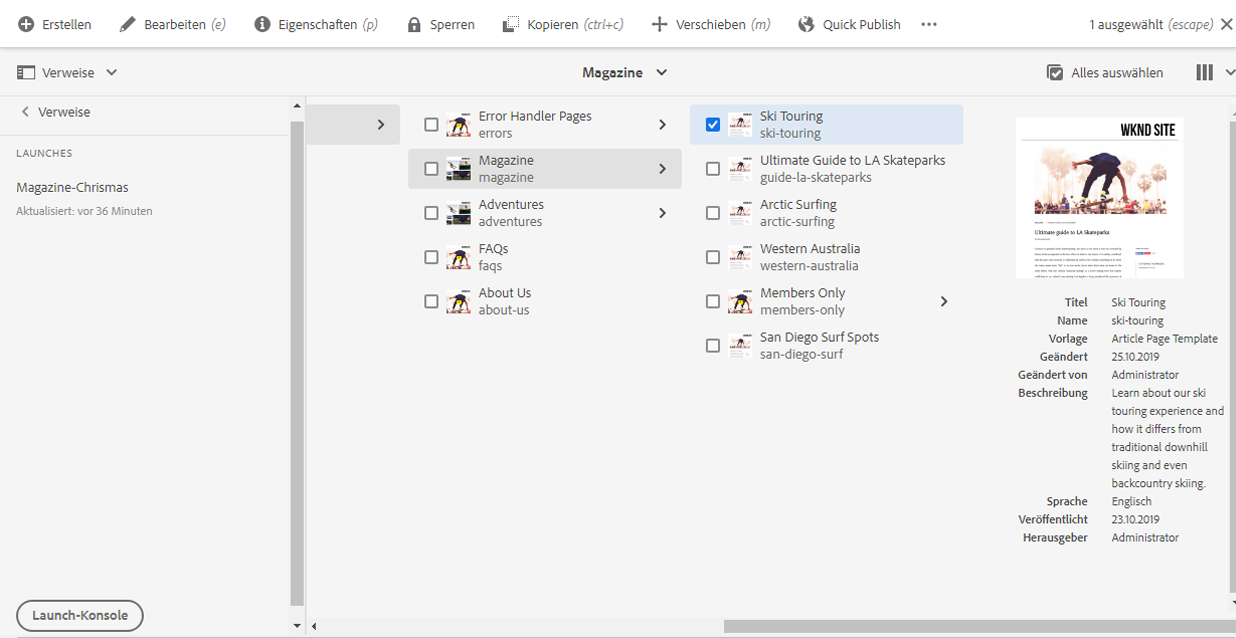 Erstellen Bearbeiten (e) Eigenschaften (p) Sperren Kopieren (ctrl+c) Verschieben (m) Quick Publish 1 ausgewählt (escape)
Verweise Magazine Alles auswählen
Verweise
LAUNCHES
Magazine-Chrismas
Aktualisiert: vor 36 Minuten
Launch-Konsole
Error Handler Pages
errors
Magazine
magazine
Adventures
adventures
FAQs
faqs
About Us
about-us
Ski Touring
ski-touring
Ultimate Guide to LA Skateparks
guide-la-skateparks
Arctic Surfing
arctic-surfing
Western Australia
western-australia
Members Only
members-only
San Diego Surf Spots
san-diego-surf
WKND SITE
Ultimate guide to LA Skateparks
Titel Ski Touring
Name ski-touring
Vorlage Article Page Template
Geändert 25.10.2019
Geändert von Administrator
Beschreibung Learn about our ski
touring experience and
how it differs from
traditional downhill
skiing and even
backcountry skiing.
Sprache Englisch
Veröffentlicht 23.10.2019
Herausgeber Administrator